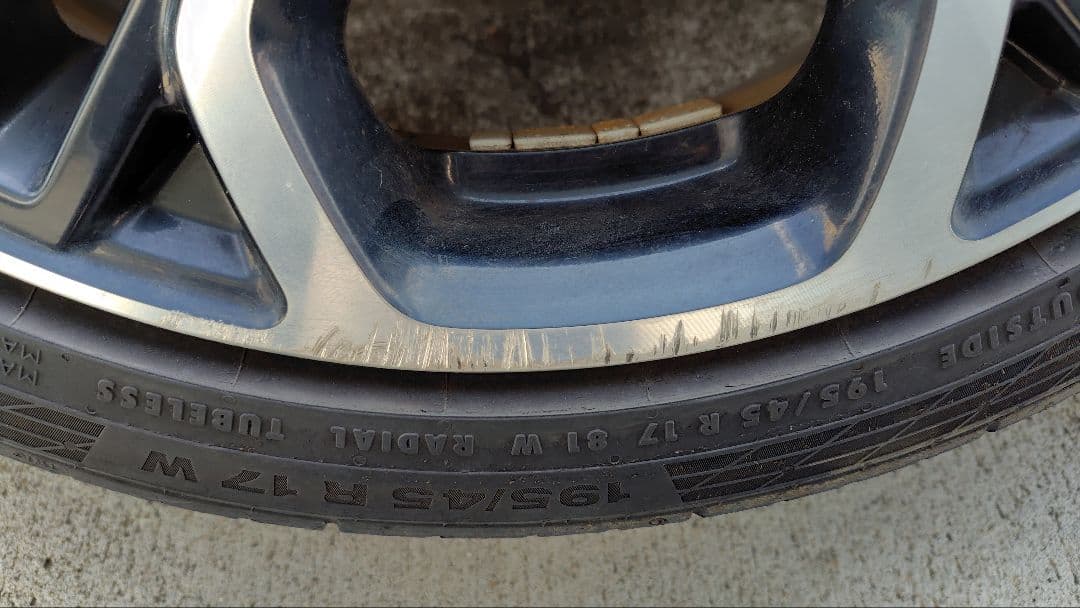 UTSIDE 195/45 R 17 81 W RADIAL TUBELESS
195/45 R 17 W